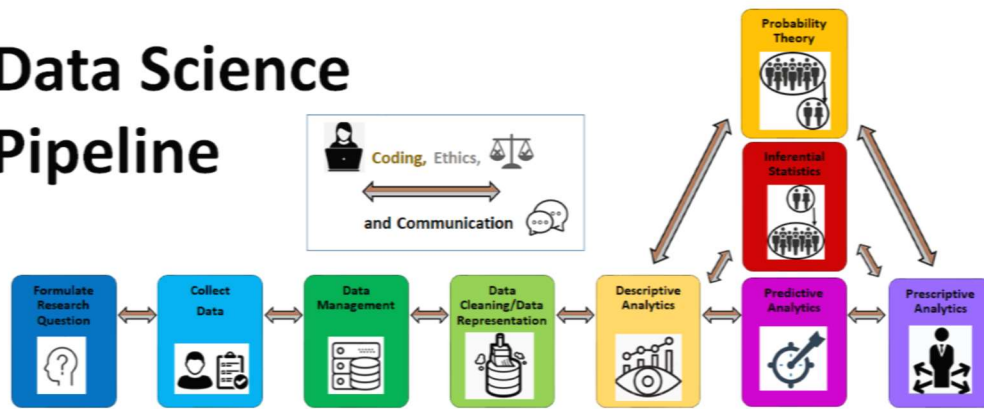 Data Science
Pipeline
Coding, Ethics,
and Communication
Probability
Theory
Inferential
Statistics
Formulate
Research
Question
Collect
Data
Data
Management
Data
Cleaning/Data
Representation
Descriptive
Analytics
Predictive
Analytics
Prescriptive
Analytics